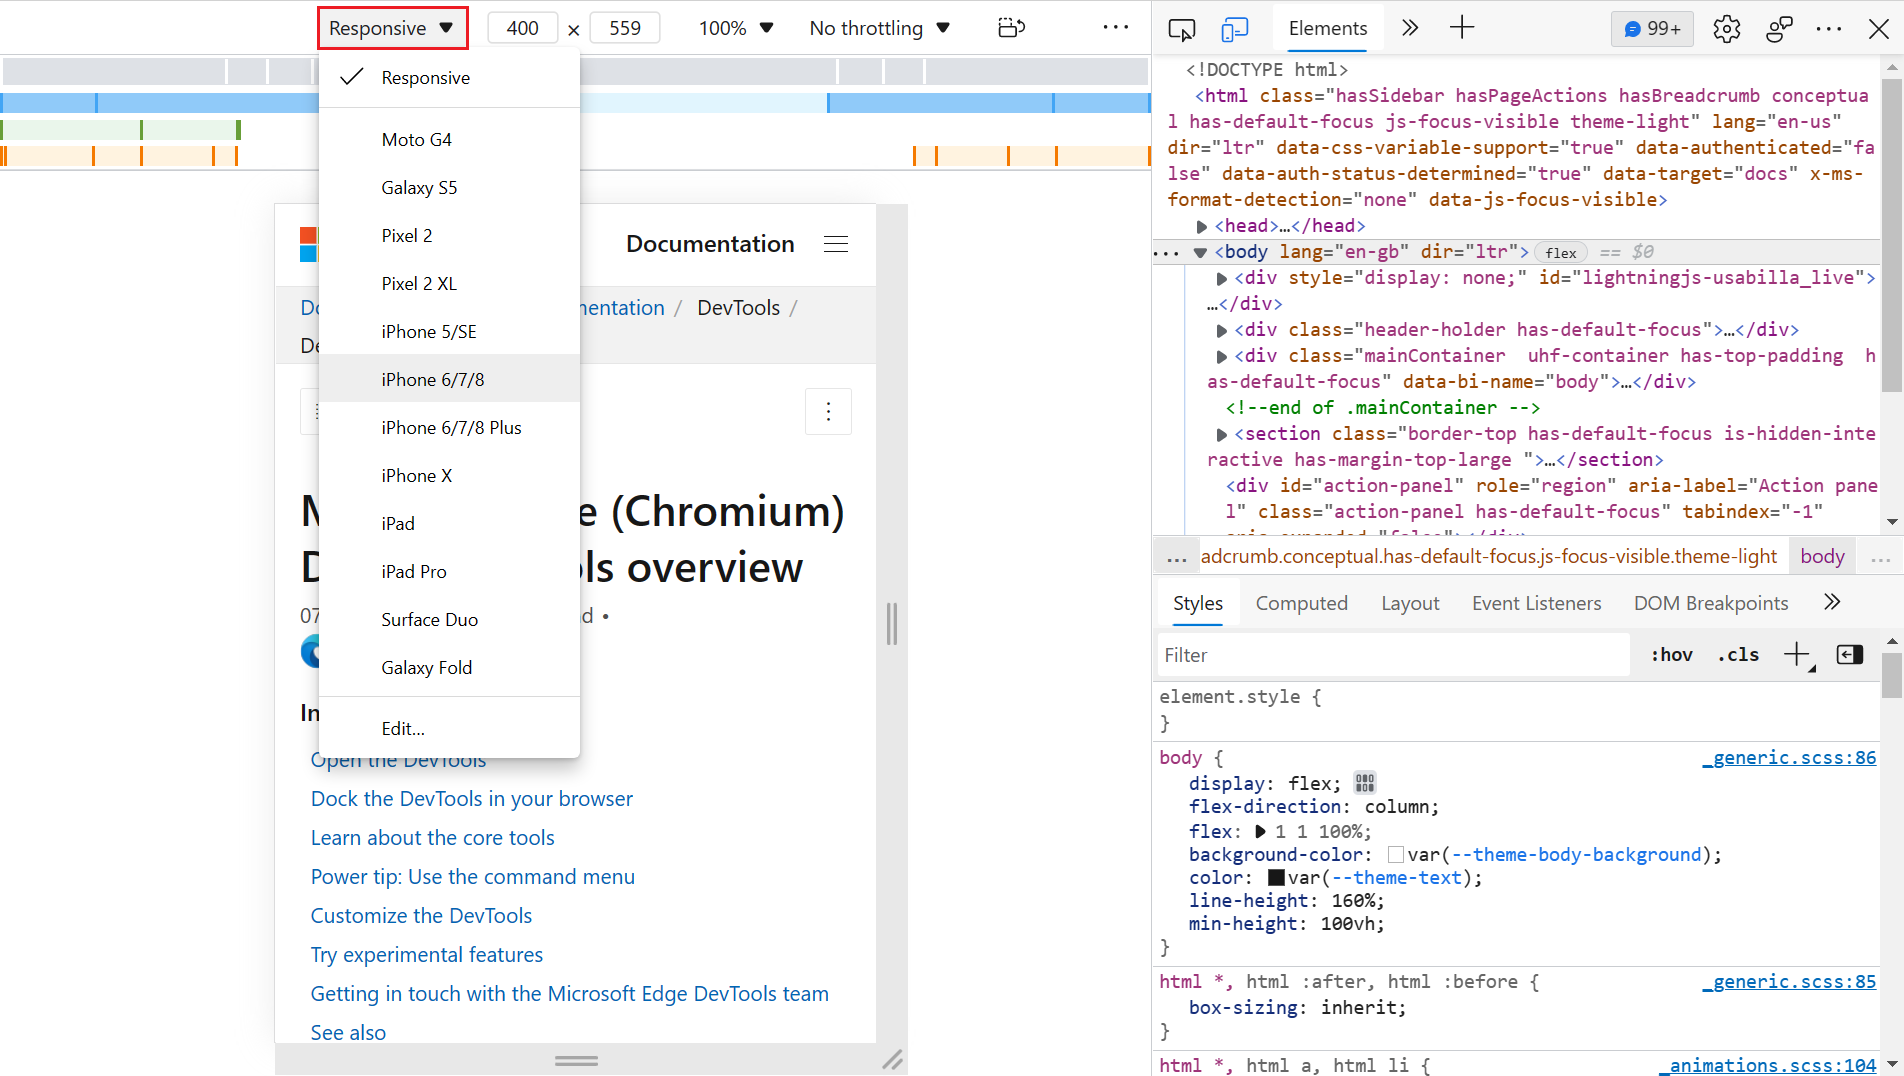 Responsive ▼ 400 × 559 100% ▼ No throttling ▼
Responsive
Moto G4
Galaxy S5
Pixel 2
Pixel 2 XL
iPhone 5/SE
iPhone 6/7/8
iPhone 6/7/8 Plus
iPhone X
iPad
iPad Pro
Surface Duo
Galaxy Fold
Edit...
Documentation
Do mentation / DevTools /
De
M e (Chromium)
D ols overview
07 d •
In
Open the DevTools
Dock the DevTools in your browser
Learn about the core tools
Power tip: Use the command menu
Customize the DevTools
Try experimental features
Getting in touch with the Microsoft Edge DevTools team
See also
Elements 99+
<!DOCTYPE html>
<html class="hasSidebar hasPageActions hasBreadcrumb conceptua
l has-default-focus js-focus-visible theme-light" lang="en-us"
dir="ltr" data-css-variable-support="true" data-authenticated="fa
lse" data-auth-status-determined="true" data-target="docs" x-ms-
format-detection="none" data-js-focus-visible>
<head>…</head>
<body lang="en-gb" dir="ltr"> flex == $0
<div style="display: none;" id="lightningjs-usabilla_live">
…</div>
<div class="header-holder has-default-focus">…</div>
<div class="mainContainer  uhf-container has-top-padding  h
as-default-focus" data-bi-name="body">…</div>
<!--end of .mainContainer -->
<section class="border-top has-default-focus is-hidden-inte
ractive has-margin-top-large ">…</section>
<div id="action-panel" role="region" aria-label="Action pane
l" class="action-panel has-default-focus" tabindex="-1"
aria-expanded="false"></div>
... adcrumb.conceptual.has-default-focus.js-focus-visible.theme-light body ...
Styles Computed Layout Event Listeners DOM Breakpoints
Filter :hov .cls
element.style {
}
body { _generic.scss:86
display: flex;
flex-direction: column;
flex: 1 1 100%;
background-color: var(--theme-body-background);
color: var(--theme-text);
line-height: 160%;
min-height: 100vh;
}
html *, html :after, html :before { _generic.scss:85
box-sizing: inherit;
}
html *, html a, html li { _animations.scss:104